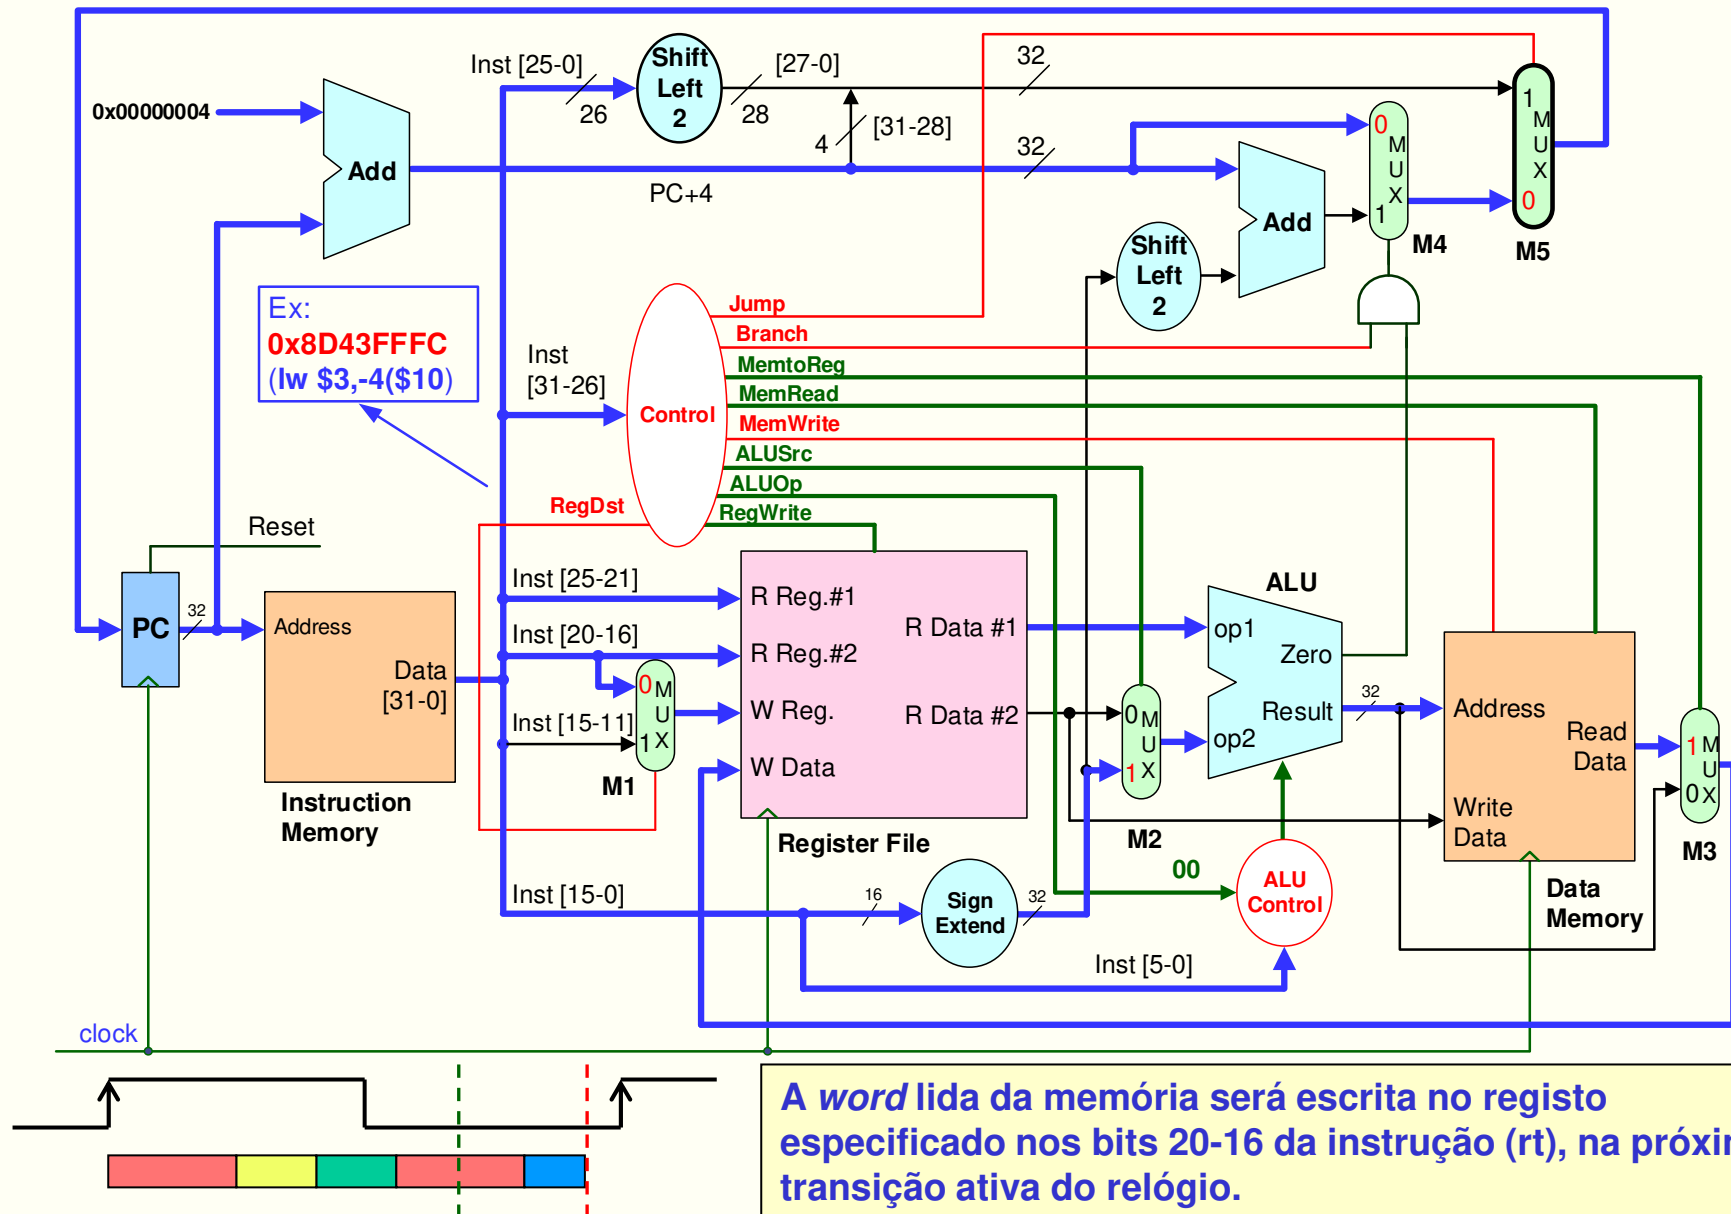 Inst [25-0]
26
Shift
Left
2
[27-0]
28
32
0x00000004
Add
4
[31-28]
PC+4
32
0
M
U
X
1
M4
1
M
U
X
0
M5
Add
Shift
Left
2
Ex:
0x8D43FFFC
(lw $3,-4($10)
Inst
[31-26]
Control
Jump
Branch
MemtoReg
MemRead
MemWrite
ALUSrc
ALUOp
RegWrite
RegDst
Reset
PC
32
Address
Data
[31-0]
Instruction
Memory
Inst [25-21]
Inst [20-16]
Inst [15-11]
0
M
U
1 X
M1
R Reg.#1
R Reg.#2
W Reg.
W Data
R Data #1
R Data #2
Register File
0 M
U
1 X
M2
ALU
op1
Zero
Result
op2
32
Address
Read
Data
Write
Data
Data
Memory
1 M
U
0 X
M3
Inst [15-0]
16
Sign
Extend
32
00
ALU
Control
Inst [5-0]
clock
A word lida da memória será escrita no registo
especificado nos bits 20-16 da instrução (rt), na
transição ativa do relógio.